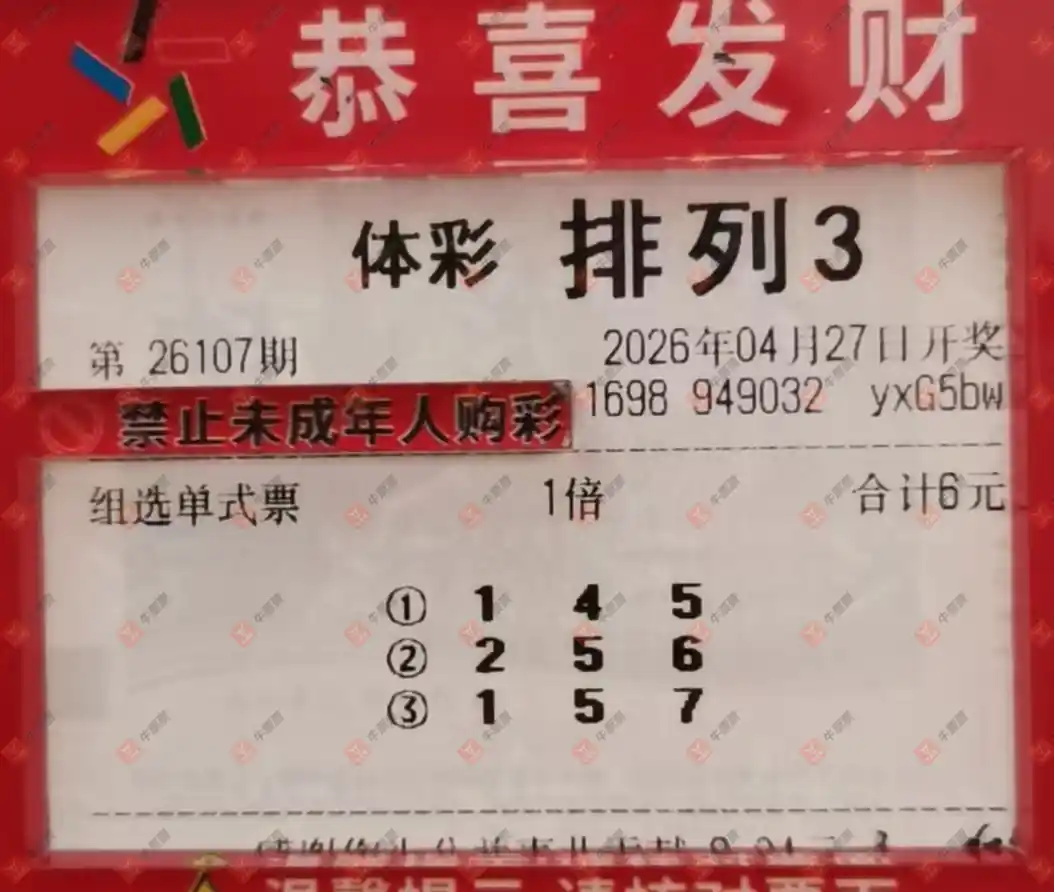 恭喜发财
体彩 排列3
第 26107期 2026年04月27日开奖
禁止未成年人购彩 1698 949032 yxG5bw
组选单式票 1倍 合计6元
① 1 4 5
② 2 5 6
③ 1 5 7
牛图票